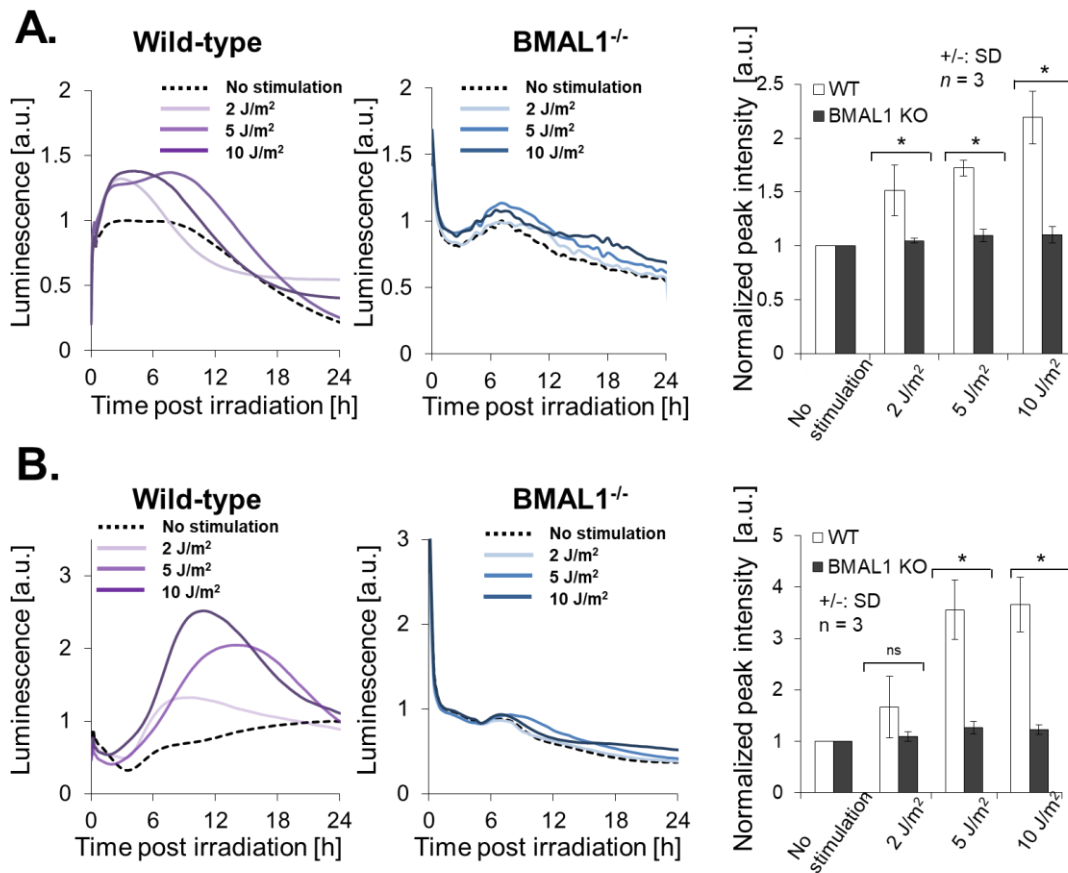 A.
Wild-type
No stimulation
2 J/m²
5 J/m²
10 J/m²
Luminescence [a.u.]
2
1.5
1
0.5
0
0 6 12 18 24
Time post irradiation [h]
BMAL1-/-
No stimulation
2 J/m²
5 J/m²
10 J/m²
Luminescence [a.u.]
2
1.5
1
0.5
0
0 6 12 18 24
Time post irradiation [h]
Normalized peak intensity [a.u.]
+/-: SD
n = 3
WT
BMAL1 KO
* * *
2.5
2
1.5
1
0.5
0
No stimulation
2 J/m²
5 J/m²
10 J/m²
B.
Wild-type
No stimulation
2 J/m²
5 J/m²
10 J/m²
Luminescence [a.u.]
3
2
1
0
0 6 12 18 24
Time post irradiation [h]
BMAL1-/-
No stimulation
2 J/m²
5 J/m²
10 J/m²
Luminescence [a.u.]
3
2
1
0
0 6 12 18 24
Time post irradiation [h]
Normalized peak intensity [a.u.]
WT
BMAL1 KO
+/-: SD
n = 3
ns * *
5
4
3
2
1
0
No stimulation
2 J/m²
5 J/m²
10 J/m²